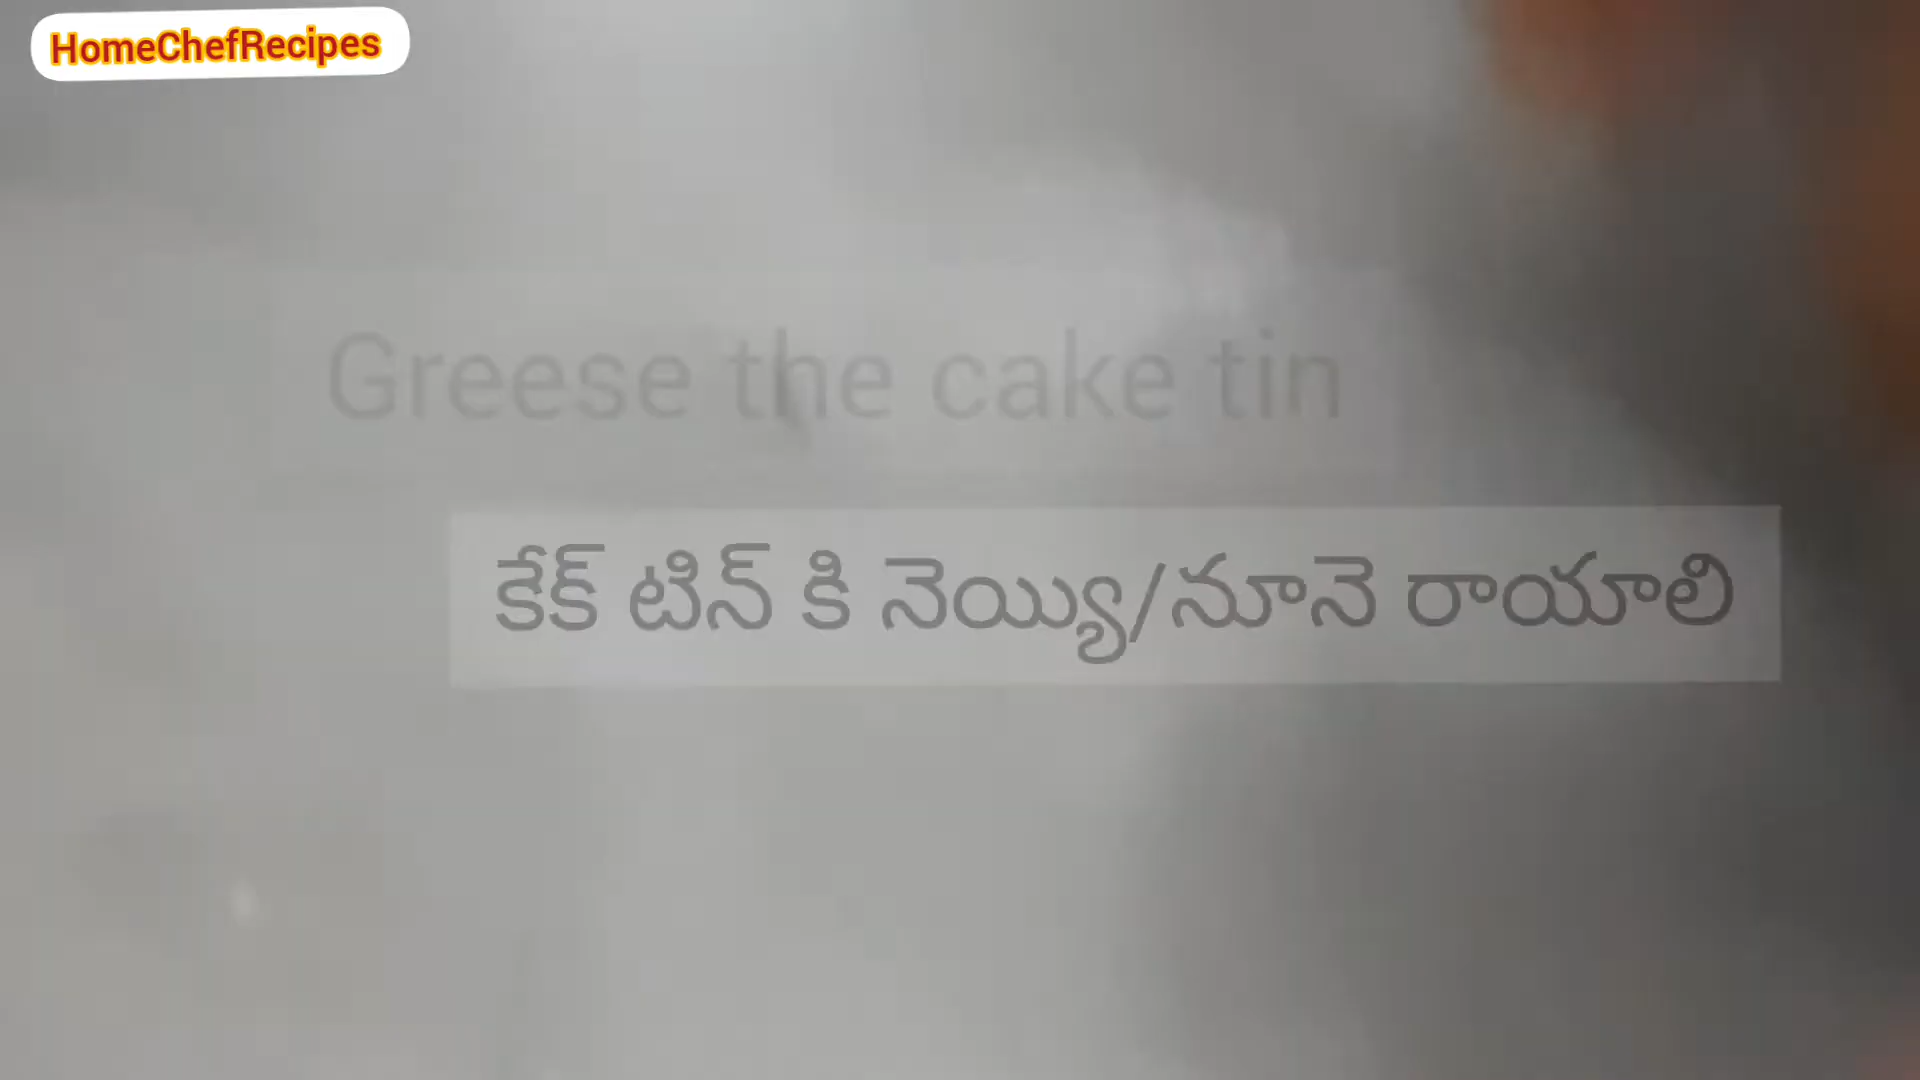 HomeChefRecipes
Greese the cake tin
కేక్ టిన్ కి నెయ్యి/నూనె రాయాలి